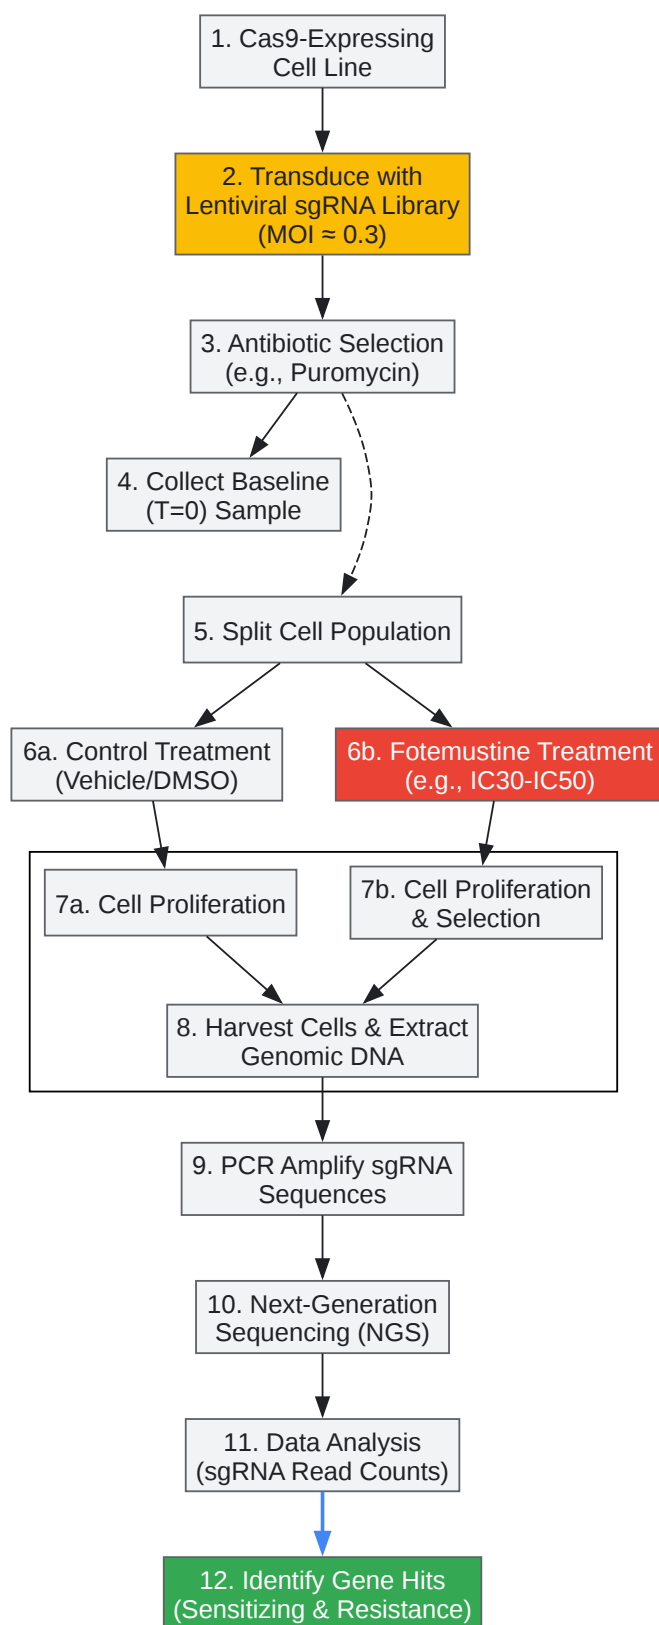 1. Cas9-Expressing
Cell Line
2. Transduce with
Lentiviral sgRNA Library
(MOI ≈ 0.3)
3. Antibiotic Selection
(e.g., Puromycin)
4. Collect Baseline
(T=0) Sample
5. Split Cell Population
6a. Control Treatment
(Vehicle/DMSO)
6b. Fotemustine Treatment
(e.g., IC30-IC50)
7a. Cell Proliferation
7b. Cell Proliferation
& Selection
8. Harvest Cells & Extract
Genomic DNA
9. PCR Amplify sgRNA
Sequences
10. Next-Generation
Sequencing (NGS)
11. Data Analysis
(sgRNA Read Counts)
12. Identify Gene Hits
(Sensitizing & Resistance)